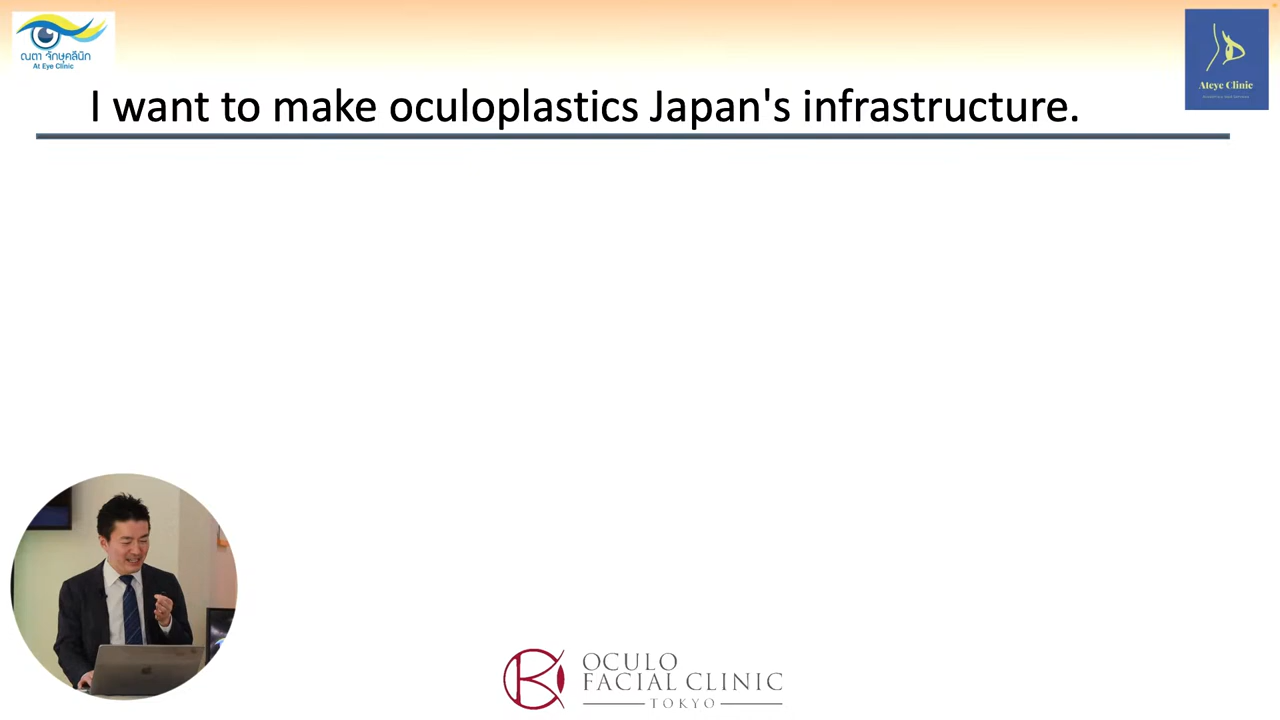 ณตา จักษุคลินิก
At Eye Clinic
Ateye Clinic
I want to make oculoplastics Japan's infrastructure.
OCULO
FACIAL CLINIC
TOKYO